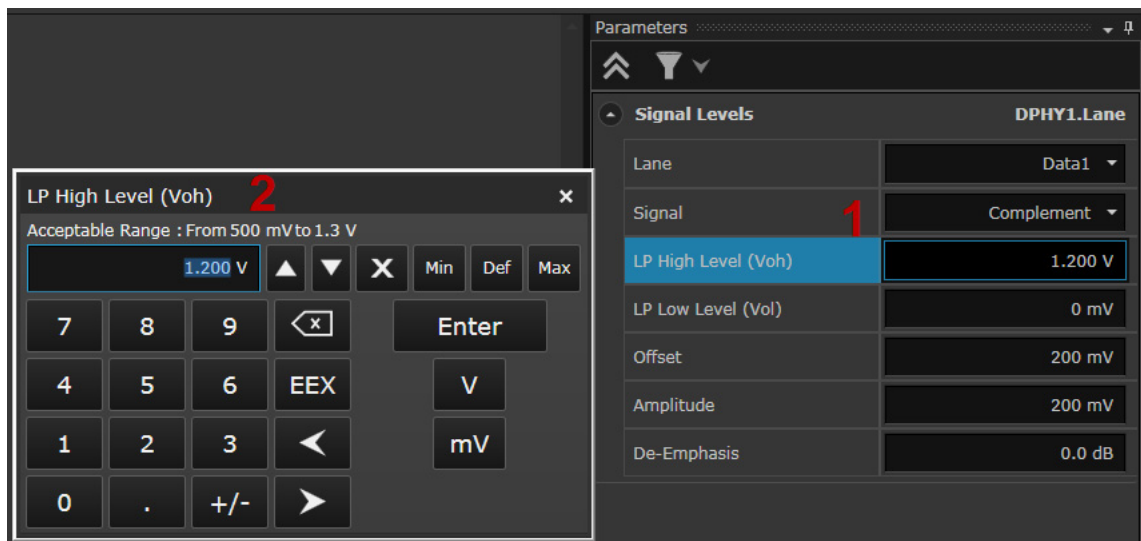 Parameters
Signal Levels DPHY1.Lane
Lane Data1
Signal 1 Complement
LP High Level (Voh) 1.200 V
LP Low Level (Vol) 0 mV
Offset 200 mV
Amplitude 200 mV
De-Emphasis 0.0 dB
LP High Level (Voh) 2 ×
Acceptable Range : From 500 mV to 1.3 V
1.200 V ▲ ▼ X Min Def Max
7 8 9 x Enter
4 5 6 EEX V
1 2 3 mV
0 . +/-